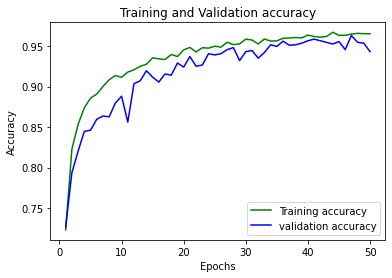 Training and Validation accuracy
Accuracy
0.95
0.90
0.85
0.80
0.75
Training accuracy
validation accuracy
0
10
20
30
40
50
Epochs